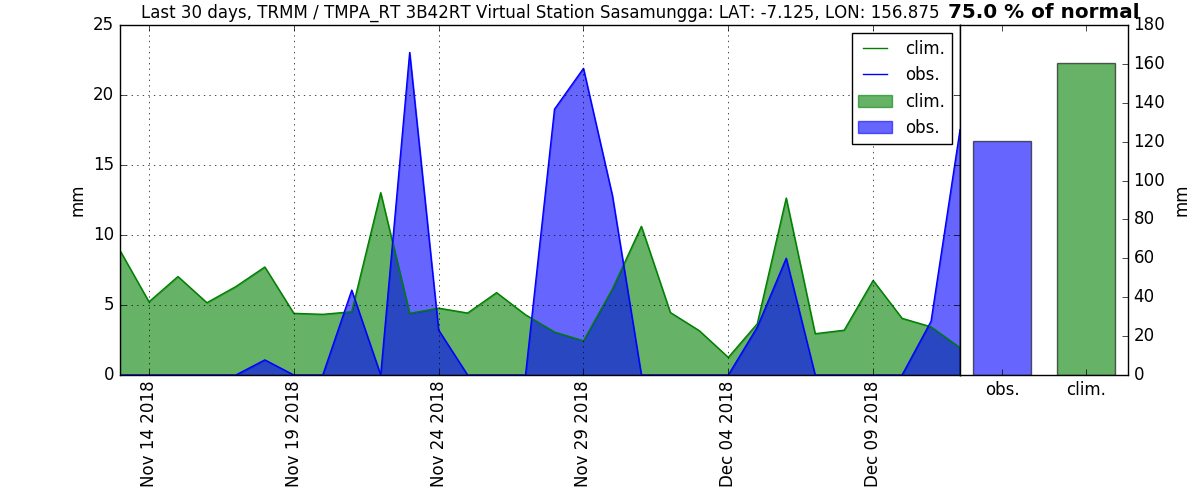 Last 30 days, TRMM / TMPA_RT 3B42RT Virtual Station Sasamungga: LAT: -7.125, LON: 156.875 75.0 % of normal
25
20
15
10
5
0
mm
clim.
obs.
clim.
obs.
180
160
140
120
100
80
60
40
20
0
mm
obs. clim.
Nov 14 2018
Nov 19 2018
Nov 24 2018
Nov 29 2018
Dec 04 2018
Dec 09 2018